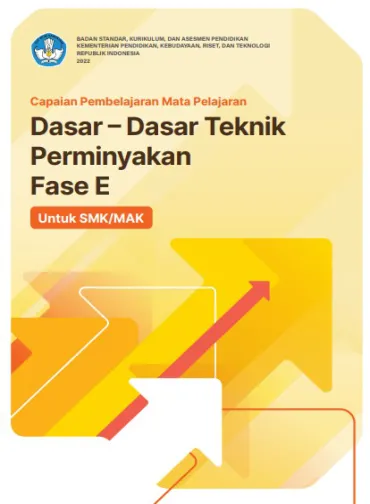 BADAN STANDAR, KURIKULUM, DAN ASESMEN PENDIDIKAN
KEMENTERIAN PENDIDIKAN, KEBUDAYAAN, RISET, DAN TEKNOLOGI
REPUBLIK INDONESIA
2022
Capaian Pembelajaran Mata Pelajaran
Dasar – Dasar Teknik
Perminyakan
Fase E
Untuk SMK/MAK